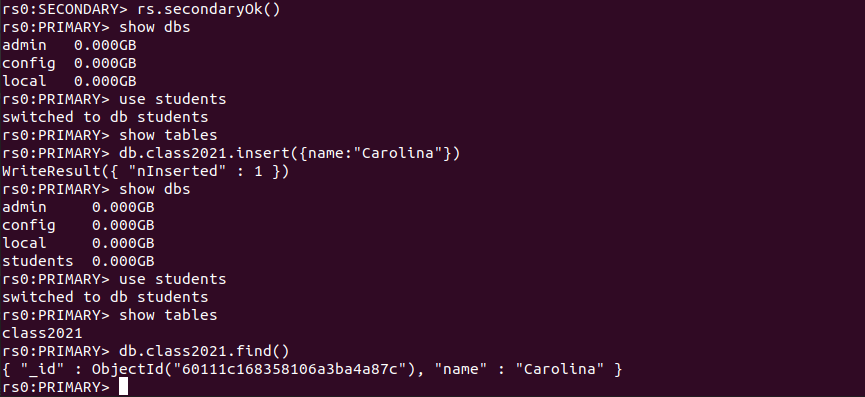 rs0:SECONDARY> rs.secondaryOk()
rs0:PRIMARY> show dbs
admin   0.000GB
config  0.000GB
local   0.000GB
rs0:PRIMARY> use students
switched to db students
rs0:PRIMARY> show tables
rs0:PRIMARY> db.class2021.insert({name:"Carolina"})
WriteResult({ "nInserted" : 1 })
rs0:PRIMARY> show dbs
admin     0.000GB
config    0.000GB
local     0.000GB
students  0.000GB
rs0:PRIMARY> use students
switched to db students
rs0:PRIMARY> show tables
class2021
rs0:PRIMARY> db.class2021.find()
{ "_id" : ObjectId("60111c168358106a3ba4a87c"), "name" : "Carolina" }
rs0:PRIMARY>